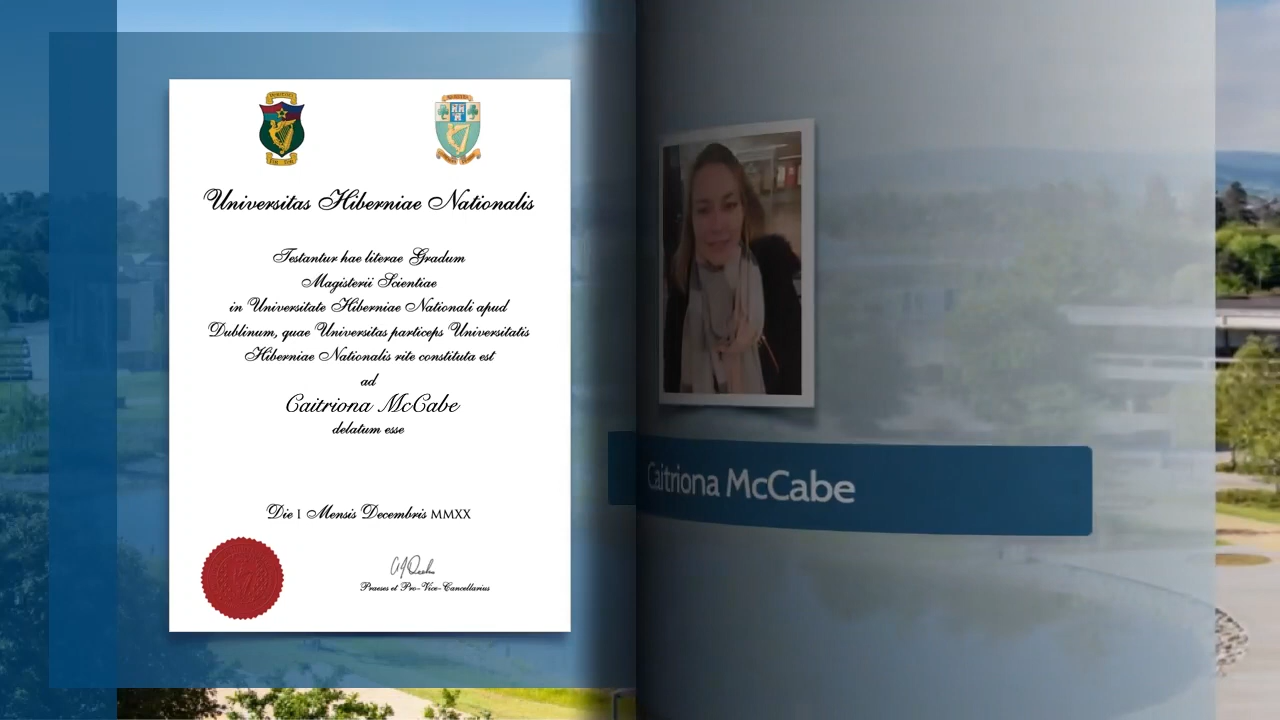 Universitas Hiberniae Nationalis
Testantur hae literae Gradum
Magisterii Scientiae
in Universitate Hiberniae Nationali apud
Dublinum, quae Universitas particeps Universitatis
Hiberniae Nationalis rite constituta est
ad
Caitriona McCabe
delatum esse
Die I Mensis Decembris MMXX
Praeses et Pro-Vice-Cancellarius
Caitriona McCabe